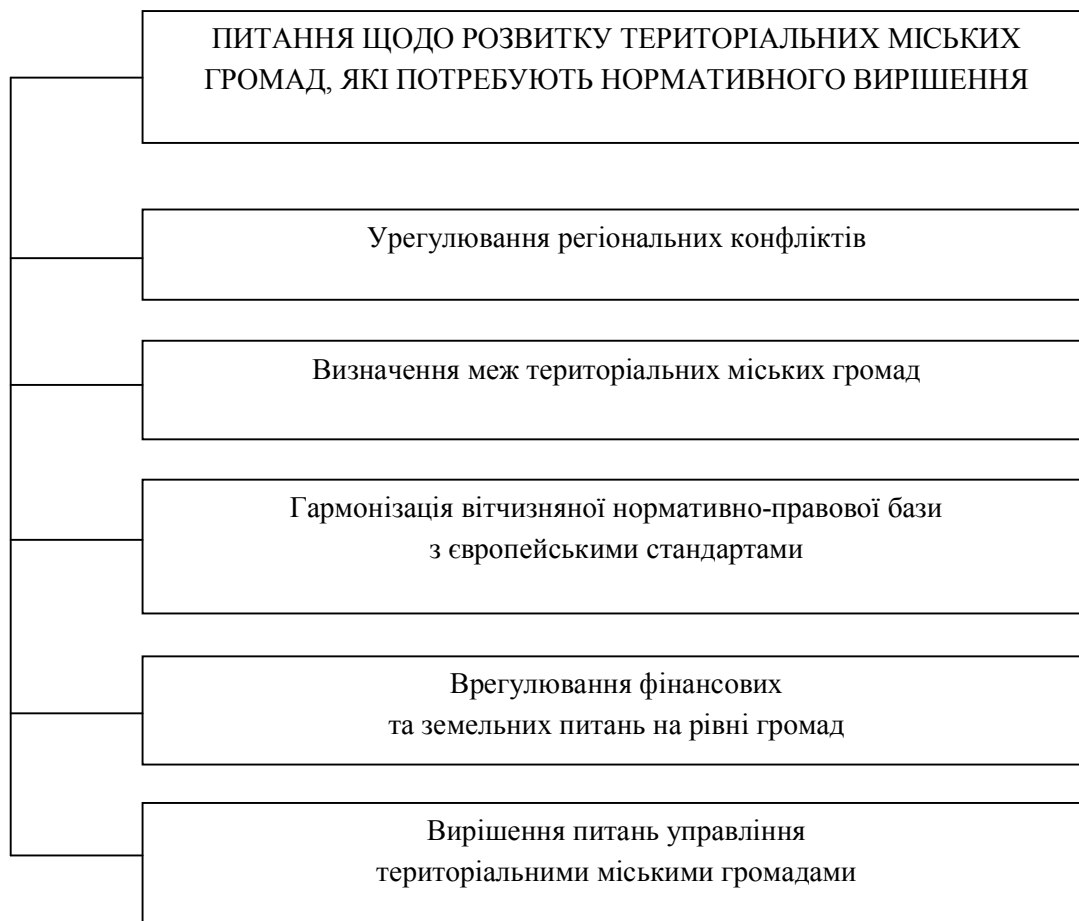 ПИТАННЯ ЩОДО РОЗВИТКУ ТЕРИТОРІАЛЬНИХ МІСЬКИХ
ГРОМАД, ЯКІ ПОТРЕБУЮТЬ НОРМАТИВНОГО ВИРІШЕННЯ
Урегулювання регіональних конфліктів
Визначення меж територіальних міських громад
Гармонізація вітчизняної нормативно-правової бази
з європейськими стандартами
Врегулювання фінансових
та земельних питань на рівні громад
Вирішення питань управління
територіальними міськими громадами